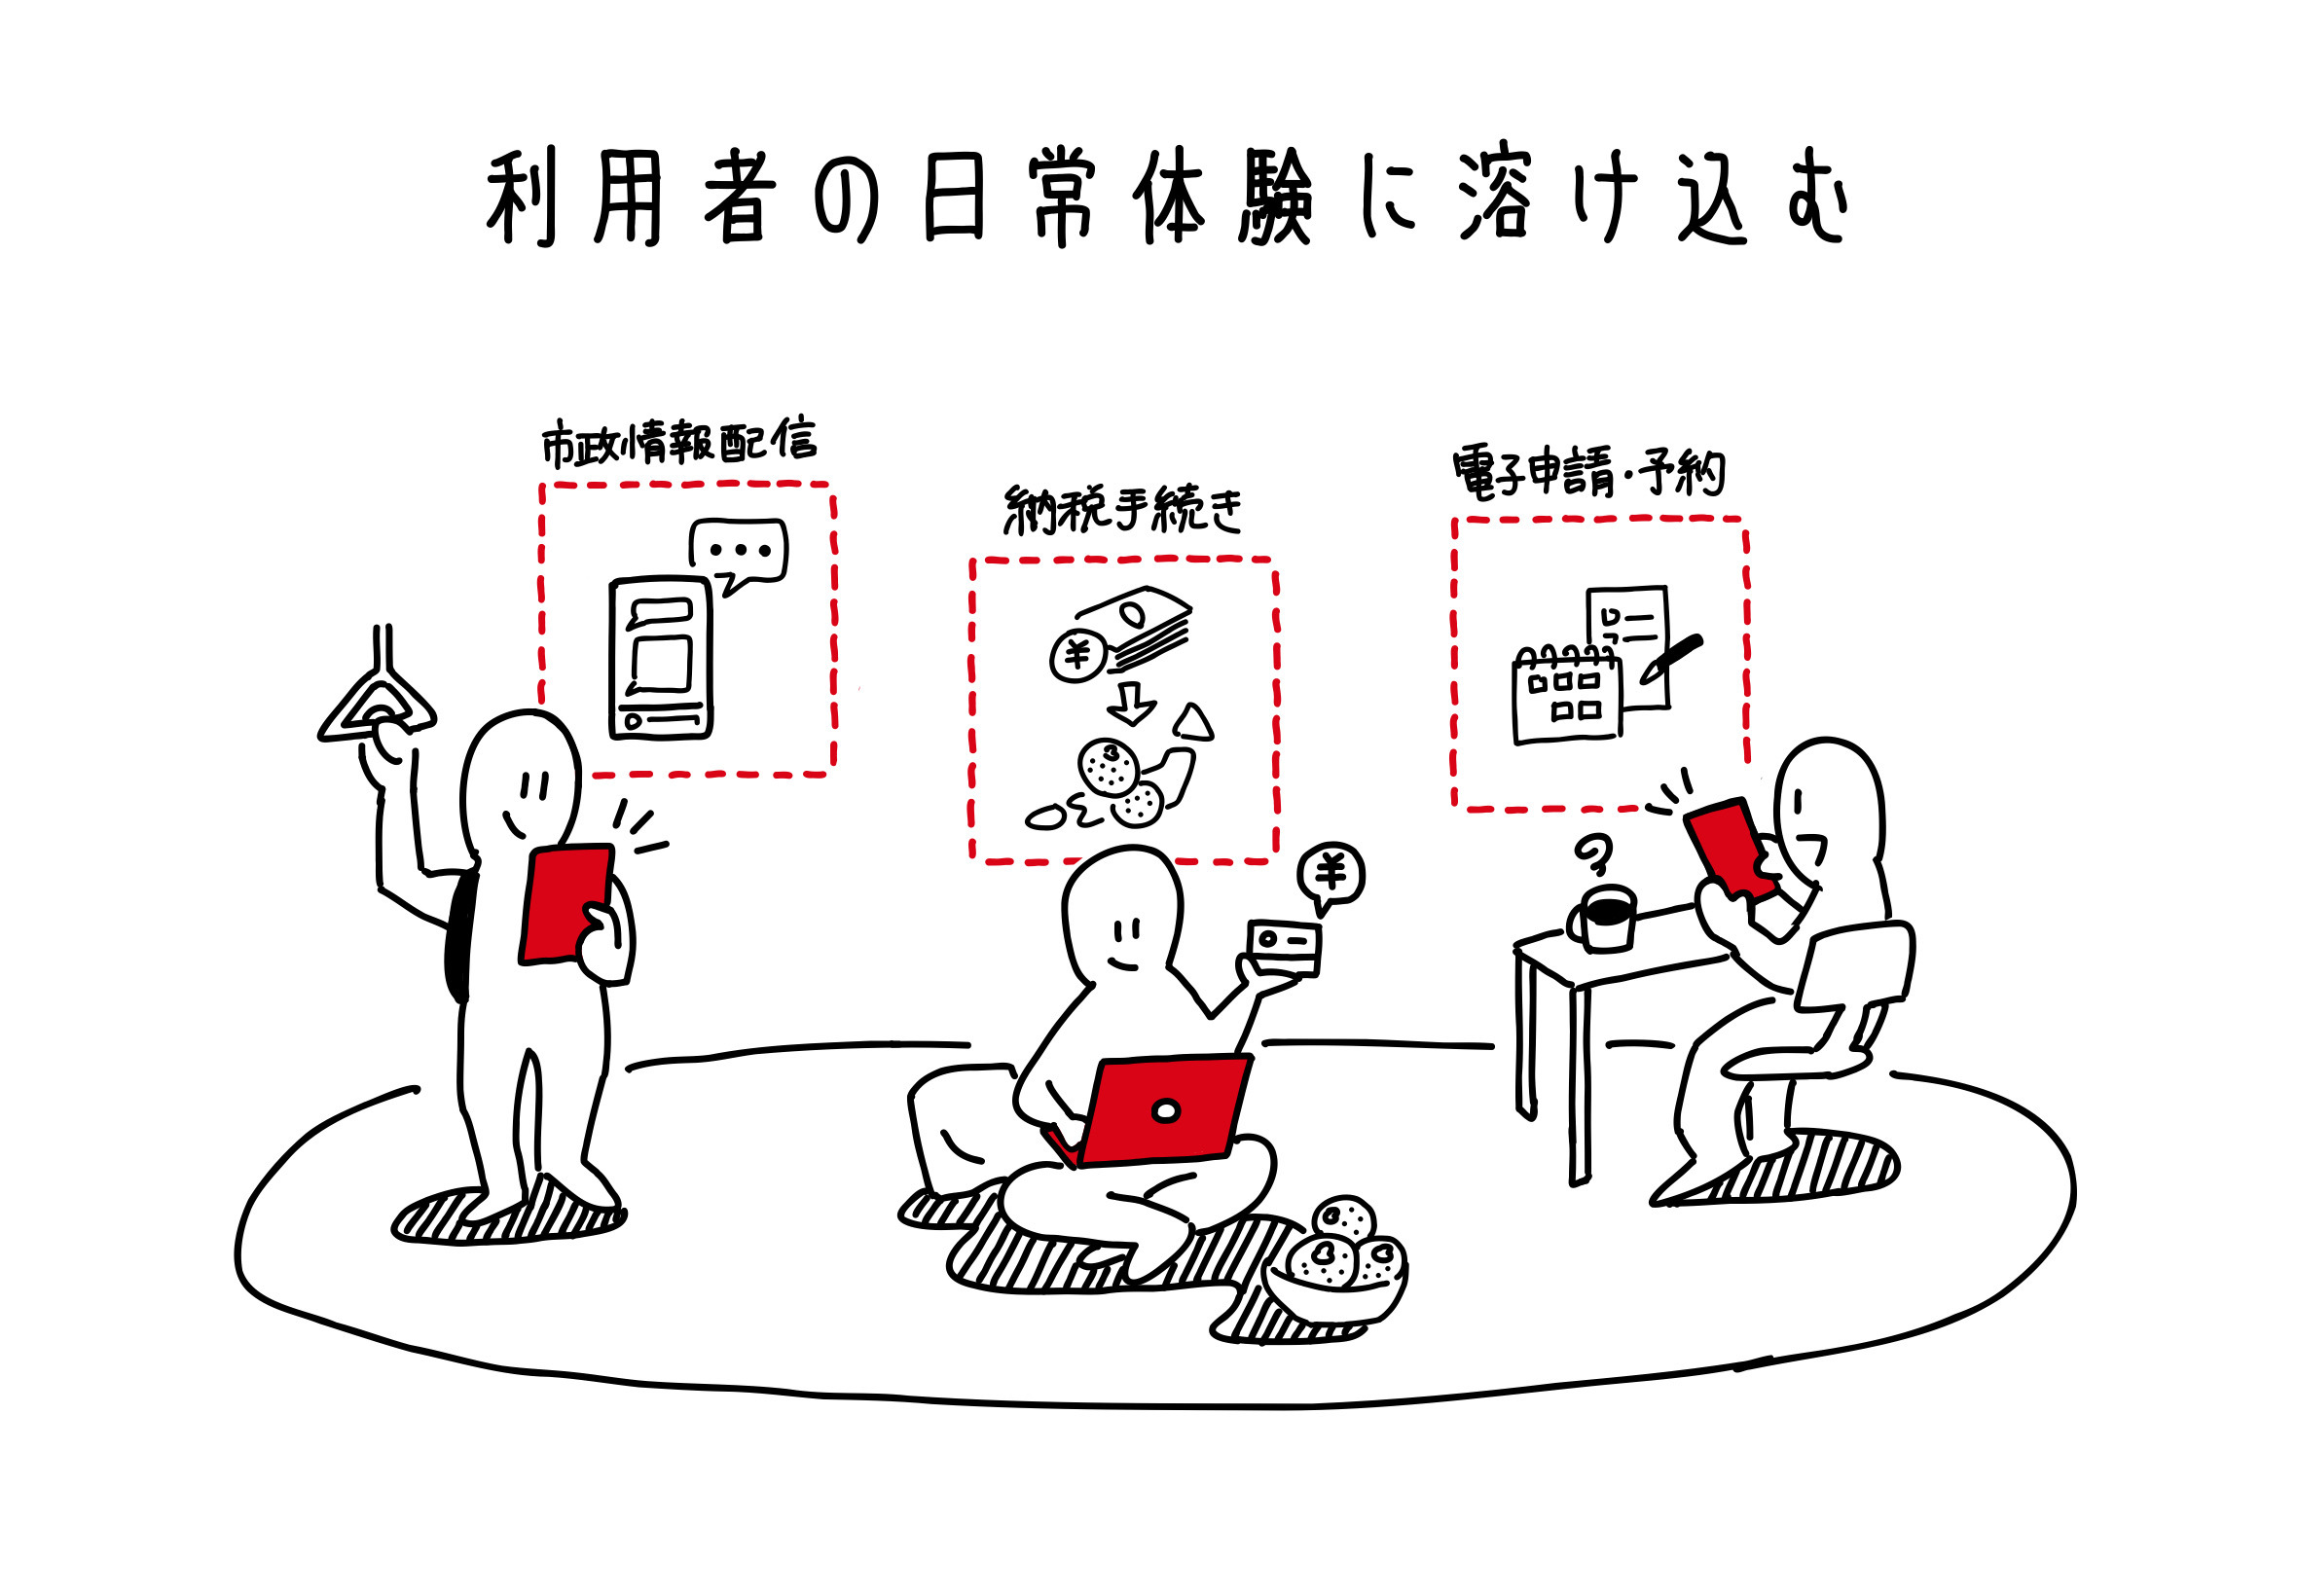 利用者の日常体験に溶け込む
市政情報配信
納税手続き
電子申請・予約
¥
¥